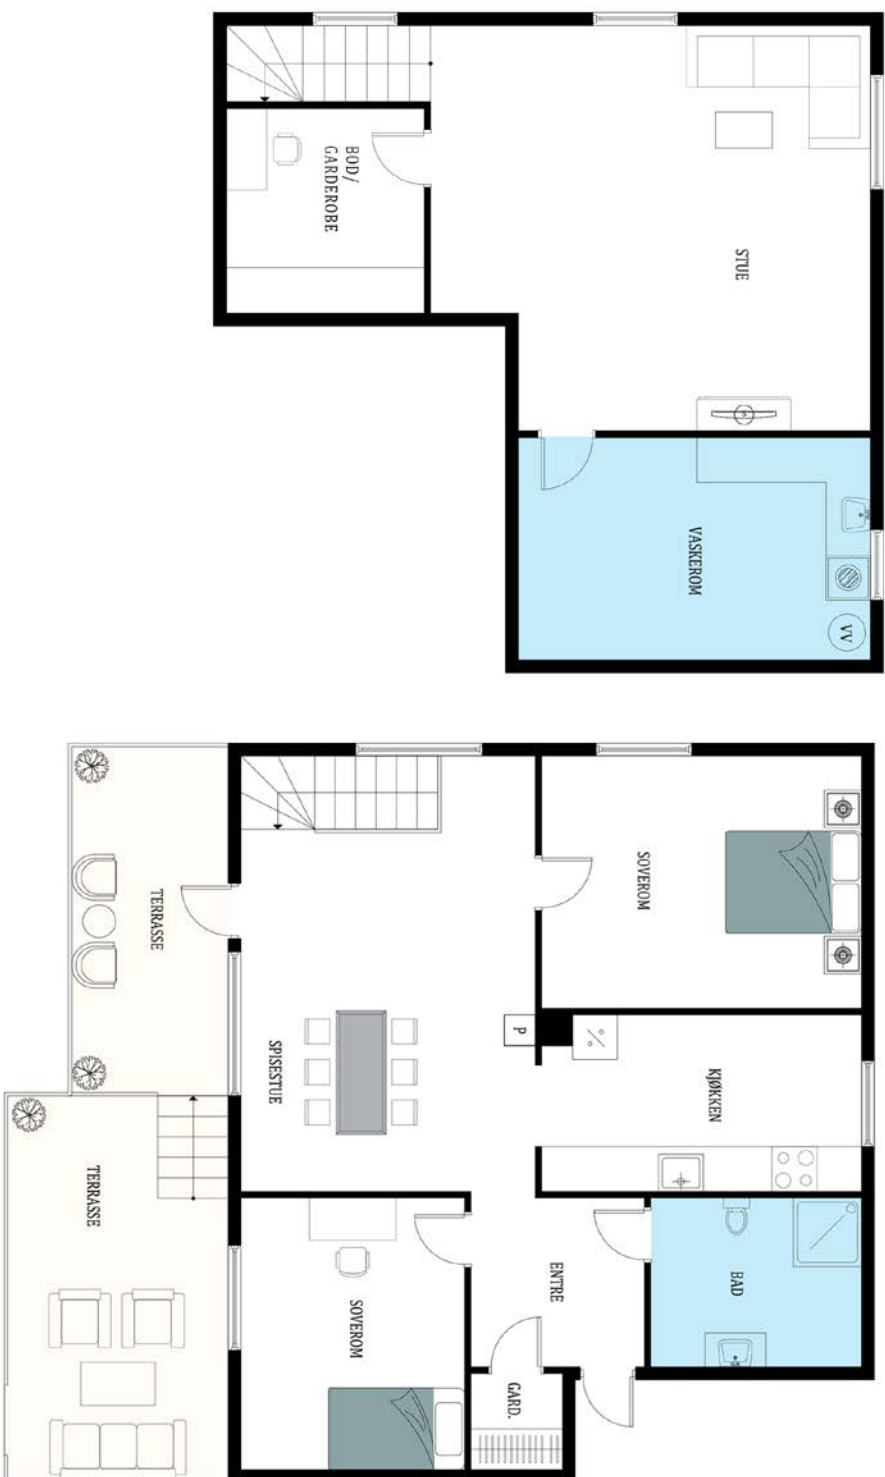 BOD/
GARDEROBE
STUE
VASKEROM
VV
TERRASSE
SPISESTUE
SOVEROM
P
KJØKKEN
TERRASSE
SOVEROM
ENTRE
BAD
GARD.